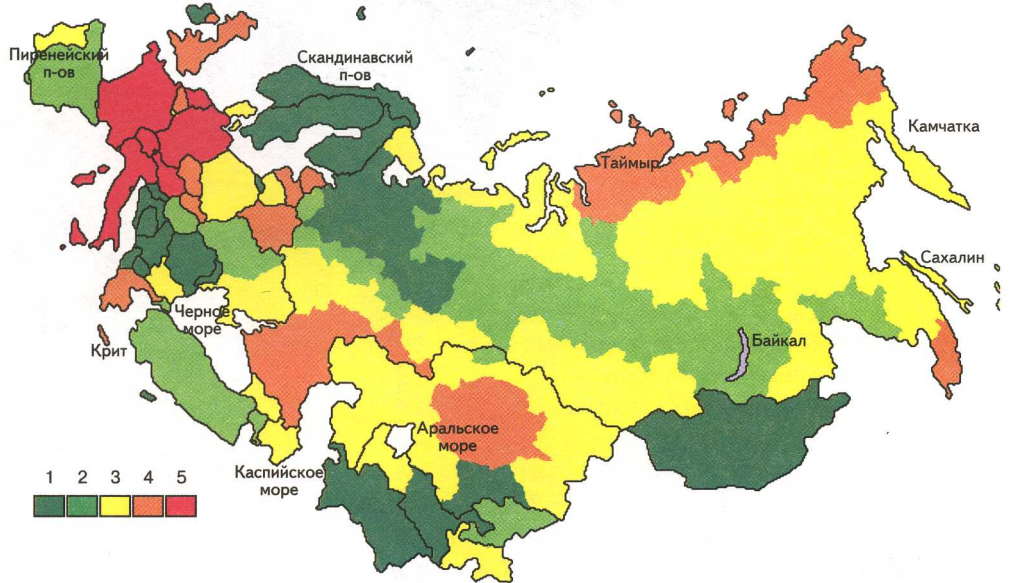 Пиренейский
п-ов
Скандинавский
п-ов
Камчатка
Таймыр
Сахалин
Черное
море
Крит
Байкал
Аральское
море
Каспийское
море
1 2 3 4 5